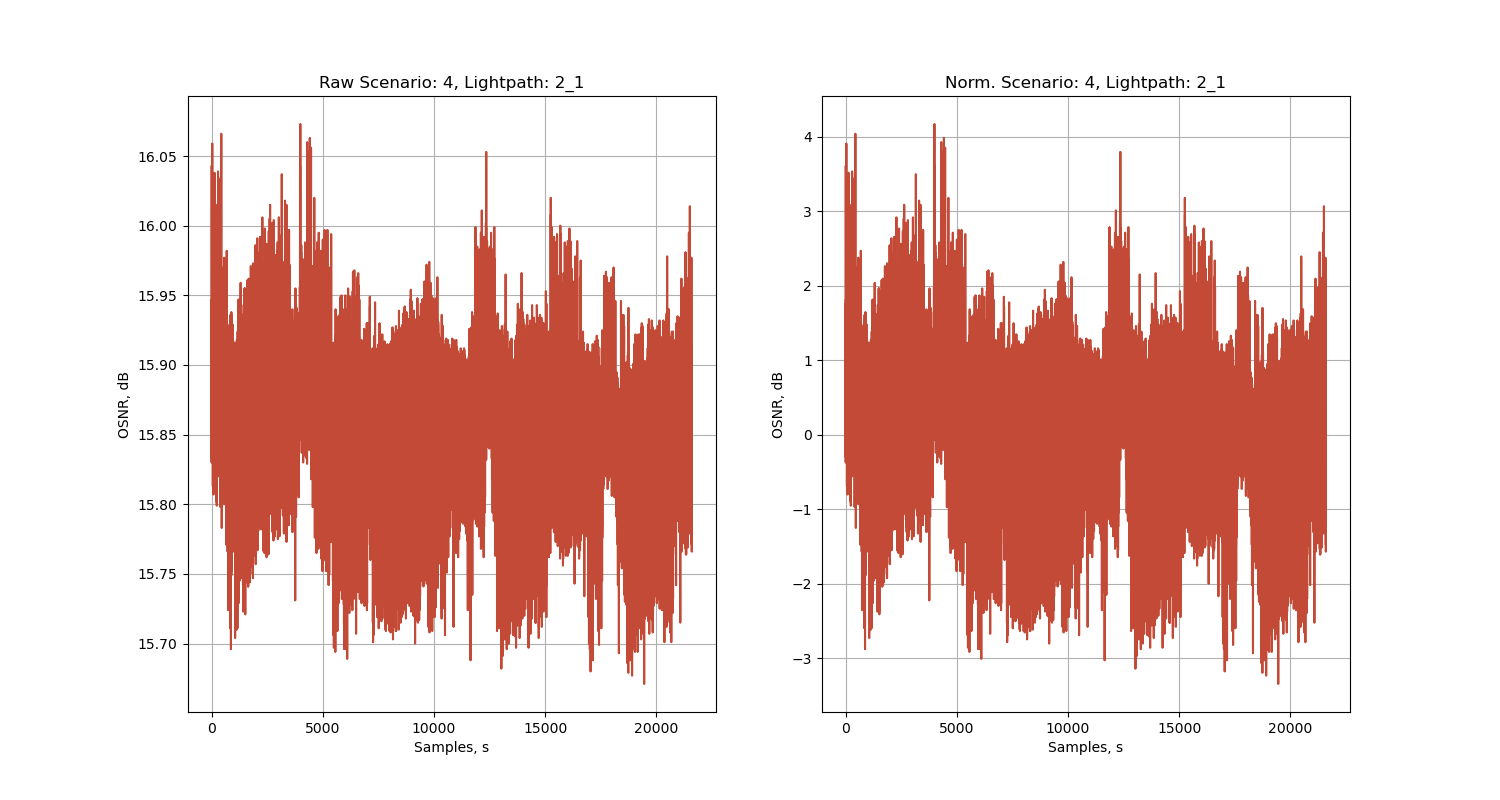 Raw Scenario: 4, Lightpath: 2_1
OSNR, dB
16.05
16.00
15.95
15.90
15.85
15.80
15.75
15.70
0 5000 10000 15000 20000
Samples, s
Norm. Scenario: 4, Lightpath: 2_1
OSNR, dB
4
3
2
1
0
−1
−2
−3
0 5000 10000 15000 20000
Samples, s